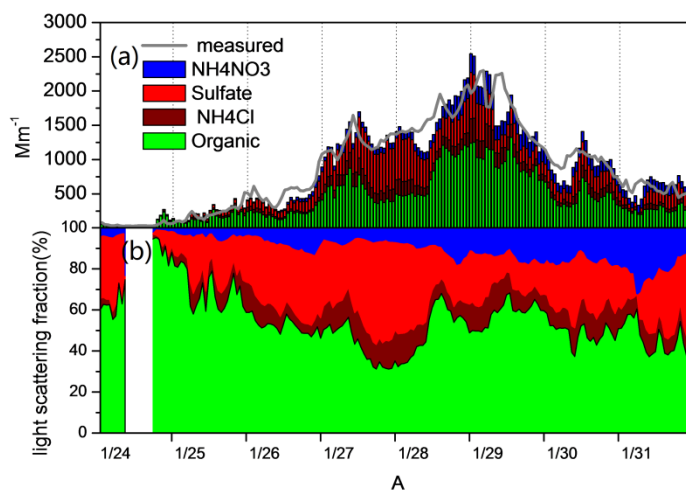 3000
2500
2000
1500
1000
500
Mm-1
(a)
measured
NH4NO3
Sulfate
NH4Cl
Organic
100
80
60
40
20
0
light scattering fraction(%)
(b)
1/24 1/25 1/26 1/27 1/28 1/29 1/30 1/31
A